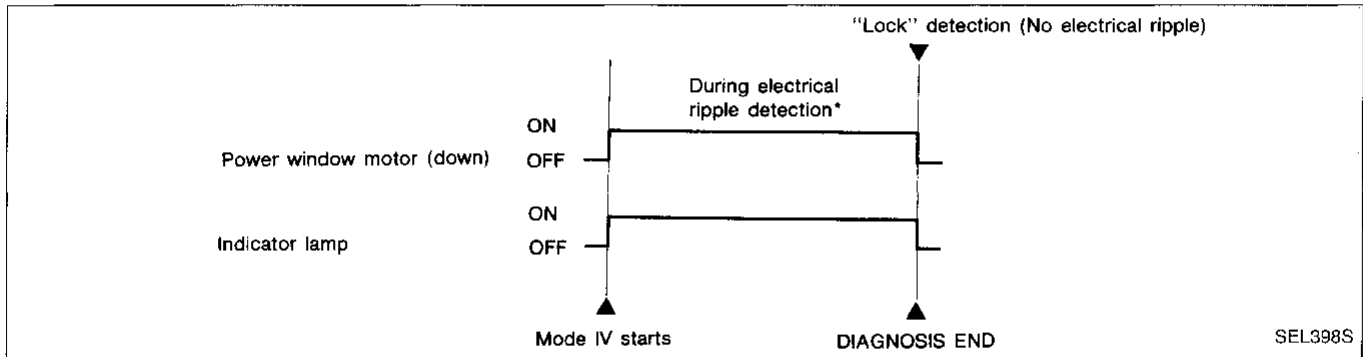 "Lock" detection (No electrical ripple)
During electrical
ripple detection*
ON
Power window motor (down)
OFF
ON
Indicator lamp
OFF
Mode IV starts
DIAGNOSIS END
SEL398S